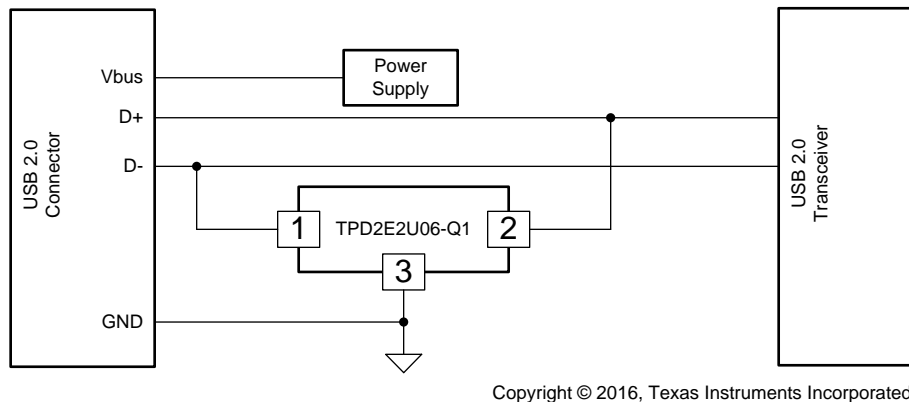 USB 2.0
Connector
Vbus
D+
D-
GND
Power
Supply
1
TPD2E2U06-Q1
2
3
USB 2.0
Transceiver
Copyright © 2016, Texas Instruments Incorporated